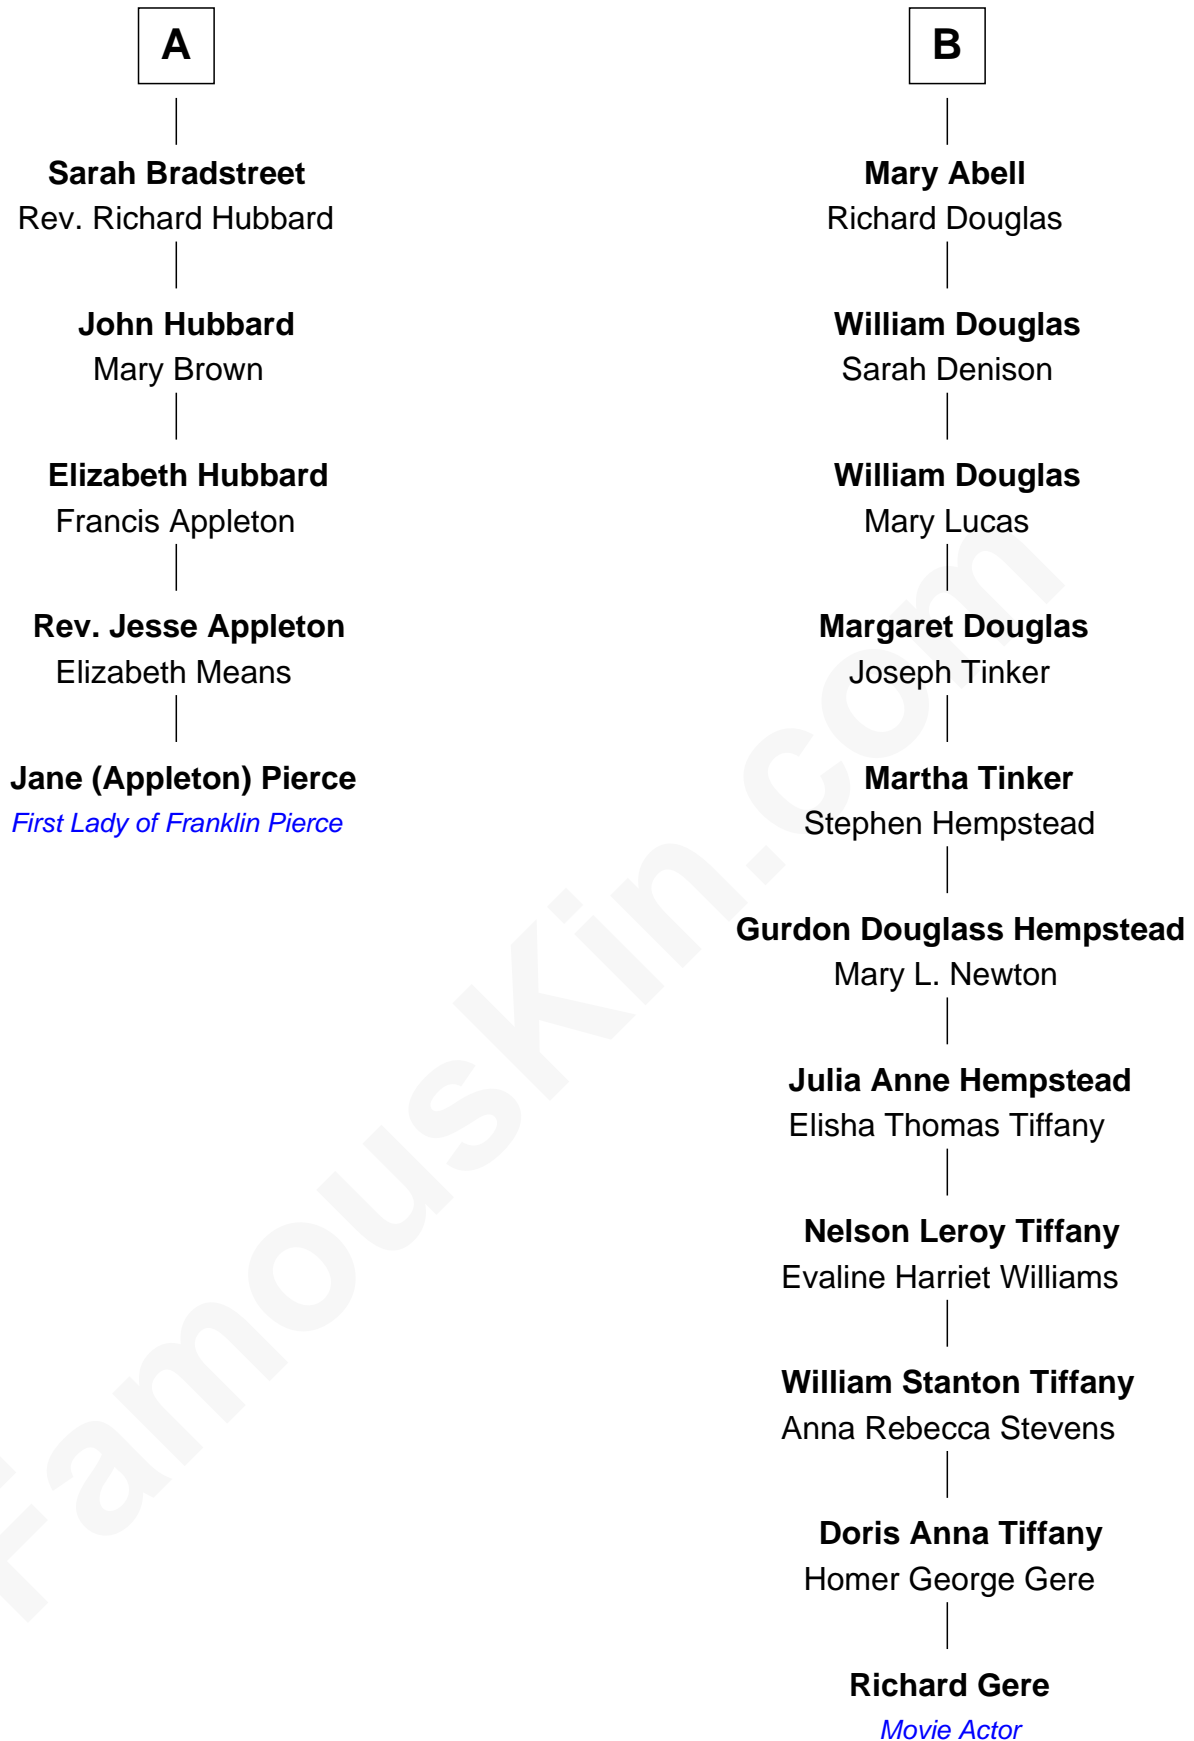 A
Sarah Bradstreet
Rev. Richard Hubbard
John Hubbard
Mary Brown
Elizabeth Hubbard
Francis Appleton
Rev. Jesse Appleton
Elizabeth Means
Jane (Appleton) Pierce
First Lady of Franklin Pierce
B
Mary Abell
Richard Douglas
William Douglas
Sarah Denison
William Douglas
Mary Lucas
Margaret Douglas
Joseph Tinker
Martha Tinker
Stephen Hempstead
Gurdon Douglass Hempstead
Mary L. Newton
Julia Anne Hempstead
Elisha Thomas Tiffany
Nelson Leroy Tiffany
Evaline Harriet Williams
William Stanton Tiffany
Anna Rebecca Stevens
Doris Anna Tiffany
Homer George Gere
Richard Gere
Movie Actor
FamousKin.com